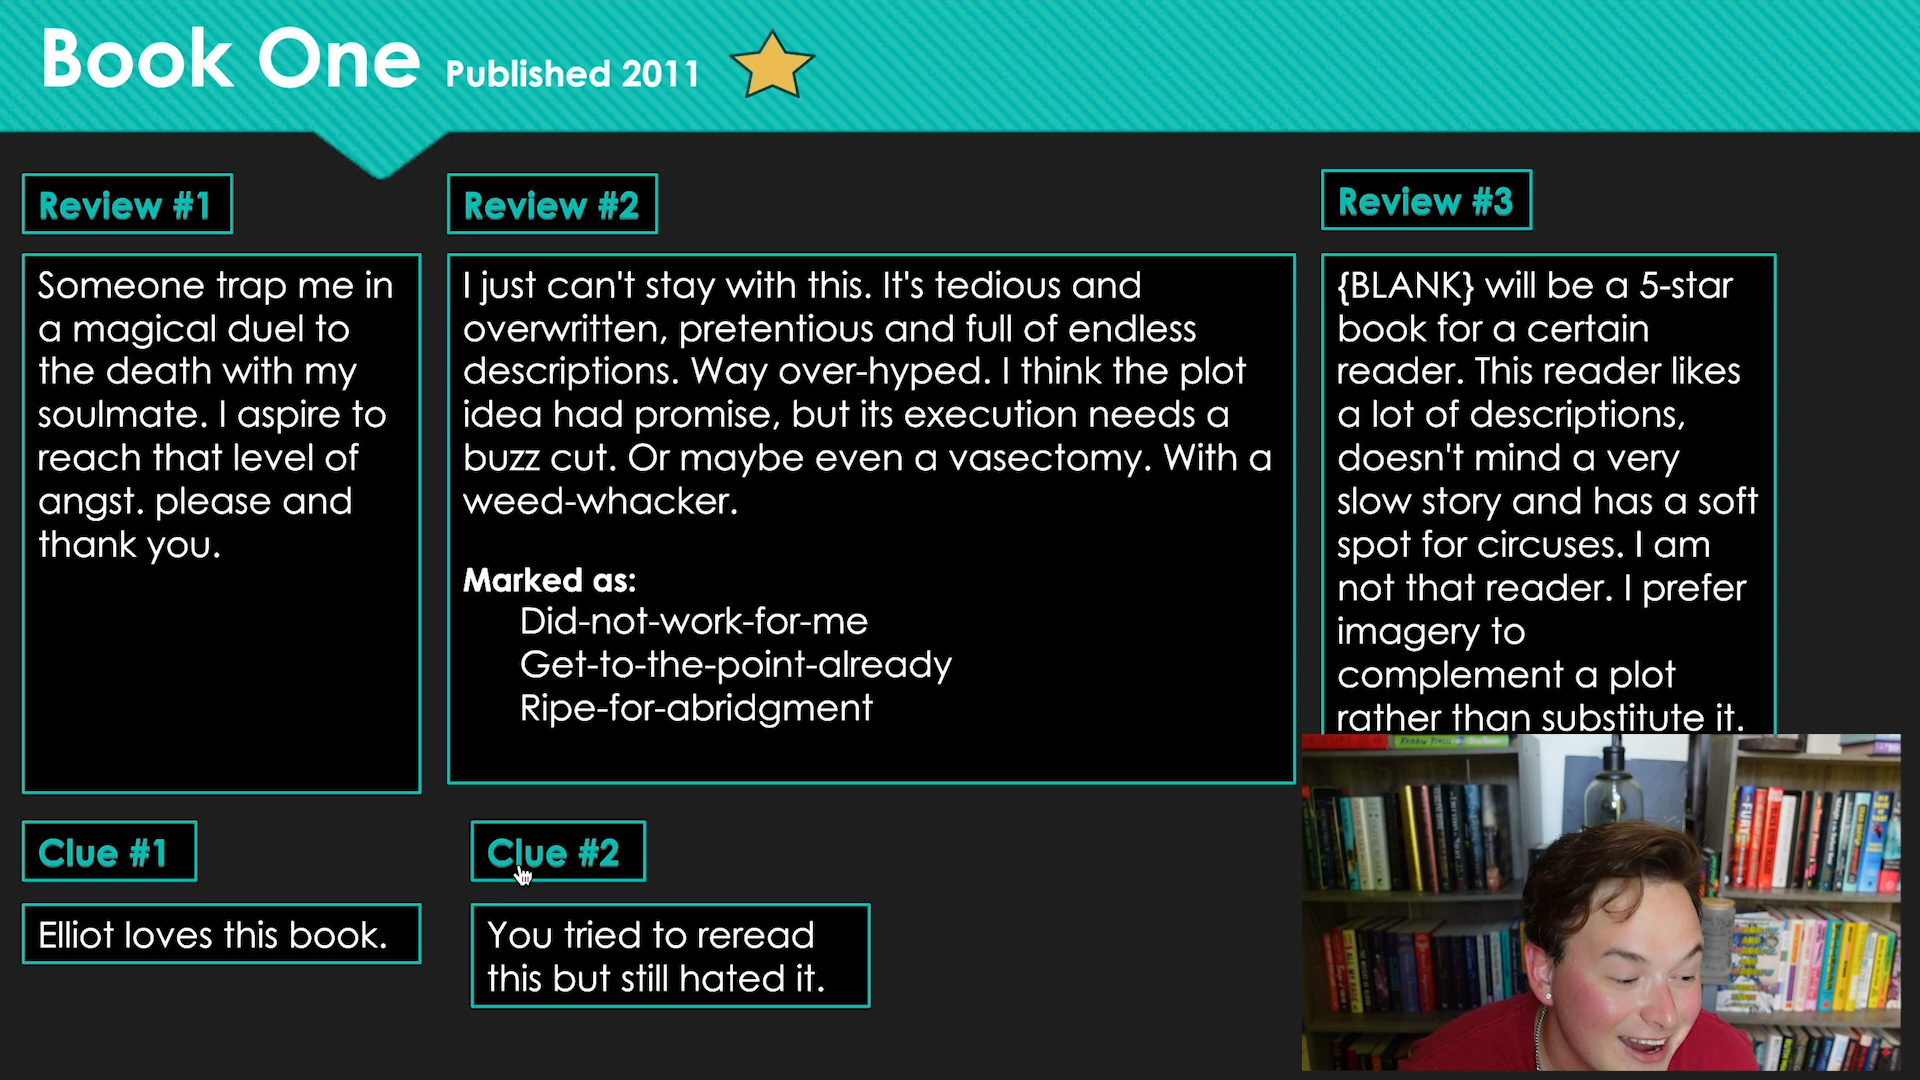 Book One Published 2011
Review #1
Someone trap me in
a magical duel to
the death with my
soulmate. I aspire to
reach that level of
angst. please and
thank you.
Review #2
I just can't stay with this. It's tedious and
overwritten, pretentious and full of endless
descriptions. Way over-hyped. I think the plot
idea had promise, but its execution needs a
buzz cut. Or maybe even a vasectomy. With a
weed-whacker.
Marked as:
Did-not-work-for-me
Get-to-the-point-already
Ripe-for-abridgment
Review #3
{BLANK} will be a 5-star
book for a certain
reader. This reader likes
a lot of descriptions,
doesn't mind a very
slow story and has a soft
spot for circuses. I am
not that reader. I prefer
imagery to
complement a plot
rather than substitute it.
Clue #1
Elliot loves this book.
Clue #2
You tried to reread
this but still hated it.
FURY